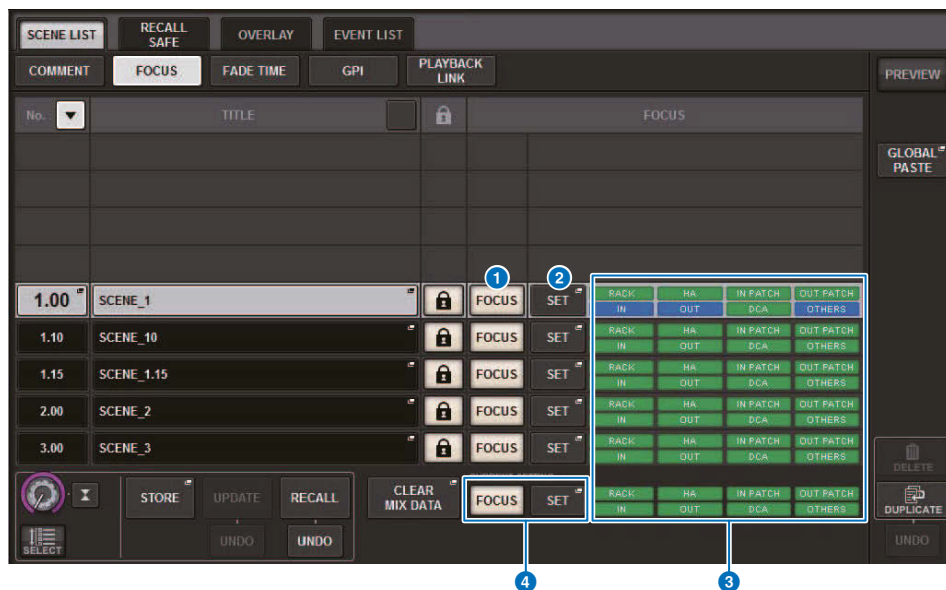 SCENE LIST RECALL SAFE OVERLAY EVENT LIST
COMMENT FOCUS FADE TIME GPI PLAYBACK LINK PREVIEW
No. TITLE FOCUS
GLOBAL PASTE
1 2
1.00 SCENE_1 FOCUS SET RACK HA IN PATCH OUT PATCH
IN OUT DCA OTHERS
1.10 SCENE_10 FOCUS SET RACK HA IN PATCH OUT PATCH
IN OUT DCA OTHERS
1.15 SCENE_1.15 FOCUS SET RACK HA IN PATCH OUT PATCH
IN OUT DCA OTHERS
2.00 SCENE_2 FOCUS SET RACK HA IN PATCH OUT PATCH
IN OUT DCA OTHERS
3.00 SCENE_3 FOCUS SET RACK HA IN PATCH OUT PATCH
IN OUT DCA OTHERS
DELETE
STORE UPDATE RECALL CLEAR MIX DATA FOCUS SET RACK HA IN PATCH OUT PATCH
IN OUT DCA OTHERS
DUPLICATE
SELECT UNDO UNDO UNDO
4 3